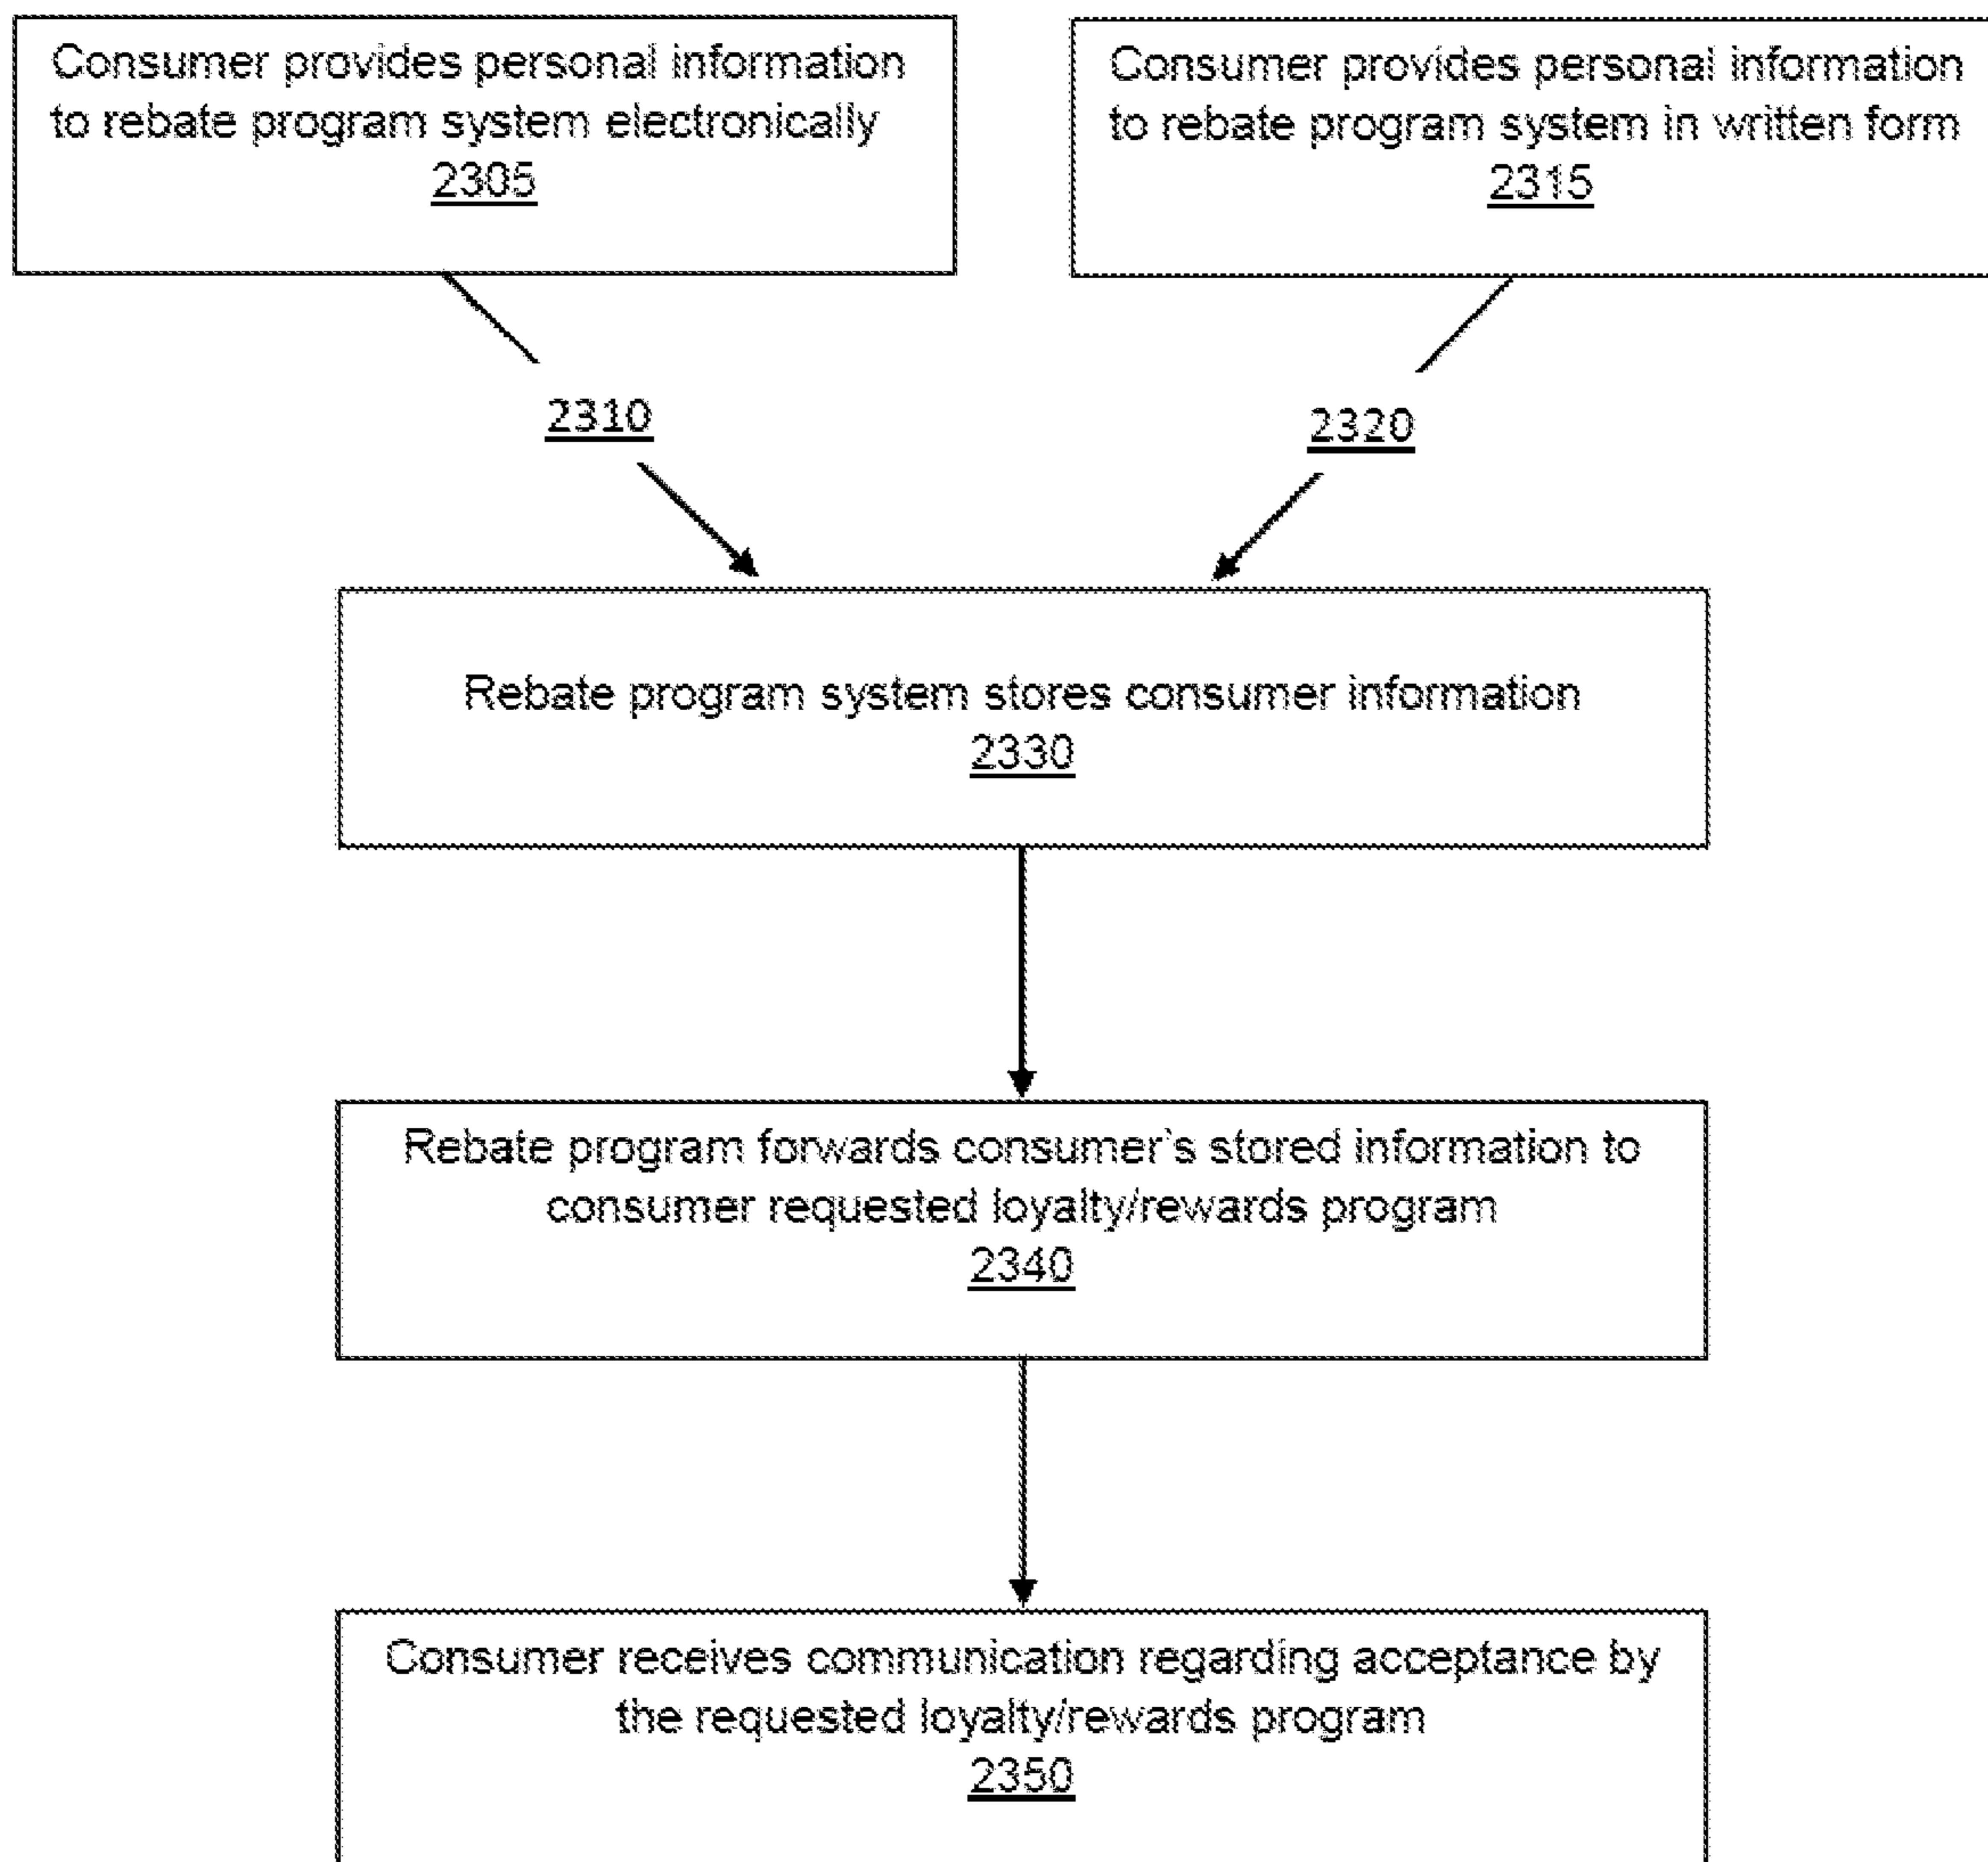 Consumer provides personal information
to rebate program system electronically
2305
Consumer provides personal information
to rebate program system in written form
2315
2310
2320
Rebate program system stores consumer information
2330
Rebate program forwards consumer's stored information to
consumer requested loyalty/rewards program
2340
Consumer receives communication regarding acceptance by
the requested loyalty/rewards program
2350